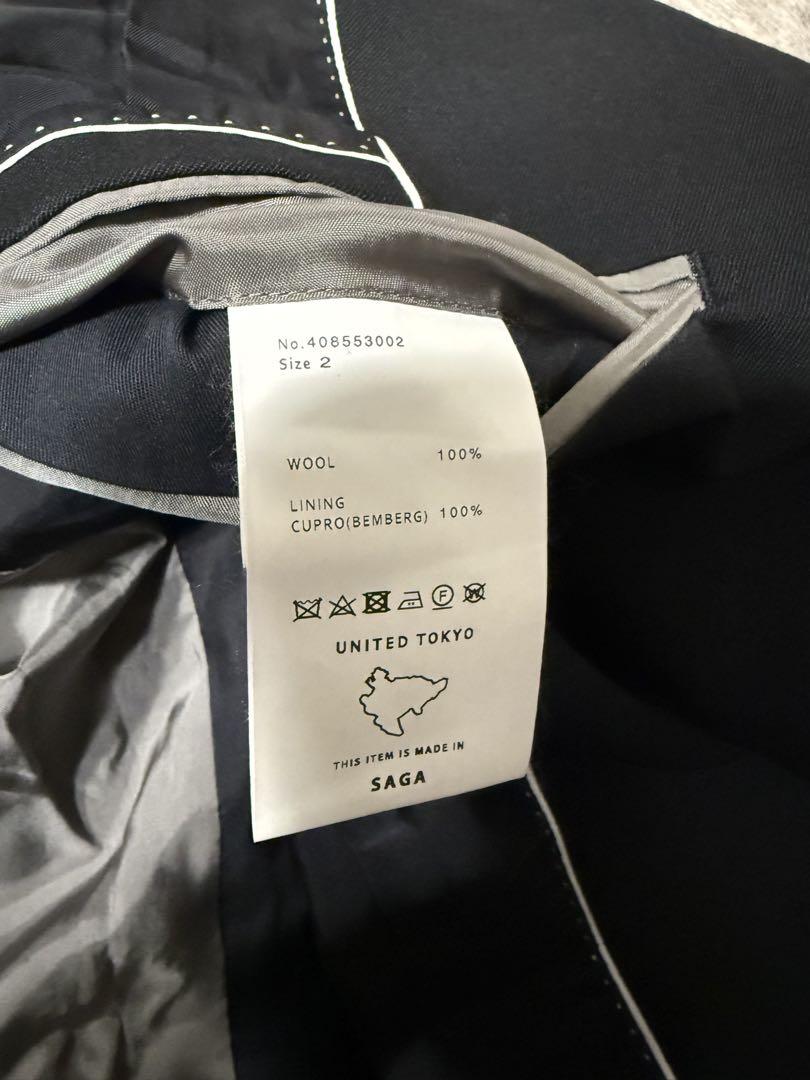 No.408553002
Size 2
WOOL 100%
LINING
CUPRO(BEMBERG) 100%
F W
UNITED TOKYO
THIS ITEM IS MADE IN
SAGA